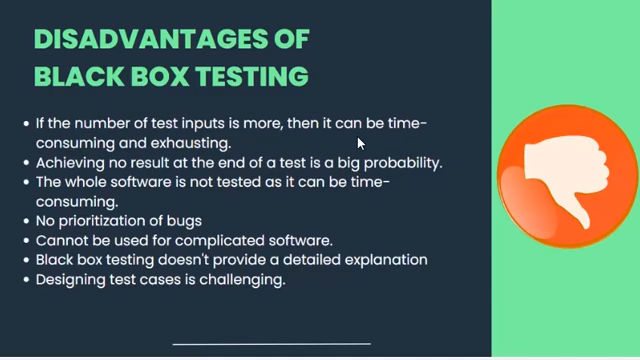 DISADVANTAGES OF
BLACK BOX TESTING
• If the number of test inputs is more, then it can be time-
consuming and exhausting.
• Achieving no result at the end of a test is a big probability.
• The whole software is not tested as it can be time-
consuming.
• No prioritization of bugs
• Cannot be used for complicated software.
• Black box testing doesn't provide a detailed explanation
• Designing test cases is challenging.